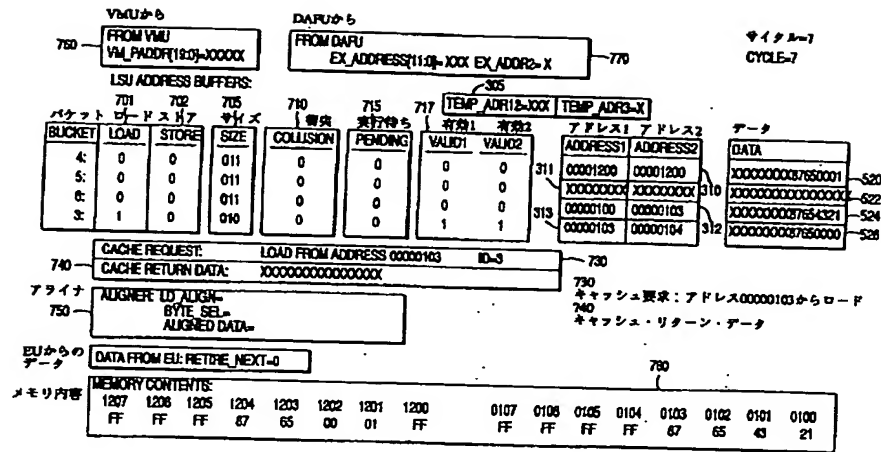 VMUから
DAFUから
760
FROM VMU
VM_PADDR[19:0]=XXXXX
FROM DAFU
EX_ADDRESS[11:0]= XXX EX_ADDR2= X
770
サイクル=7
CYCLE=7
LSU ADDRESS BUFFERS:
305
TEMP_ADR12=XXX TEMP_ADR3=X
701 702 705 710 715 717
バケット ロード ストア サイズ 衝突 実行待ち 有効1 有効2 アドレス1 アドレス2 データ
BUCKET LOAD STORE SIZE COLLISION PENDING VALID1 VALID2 ADDRESS1 ADDRESS2 DATA
4: 0 0 011 0 0 0 0 00001200 00001200 XXXXXXXX87650001
5: 0 0 011 0 0 0 0 XXXXXXXX XXXXXXXX XXXXXXXXXXXXXXXX
6: 0 0 011 0 0 0 0 00000100 00000103 XXXXXXXX87654321
3: 1 0 010 0 0 1 1 00000103 00000104 XXXXXXXX87650000
311 310 313 312
520
522
524
526
CACHE REQUEST: LOAD FROM ADDRESS 00000103 ID=3
730
740
CACHE RETURN DATA: XXXXXXXXXXXXXXXX
730
キャッシュ要求：アドレス00000103からロード
740
キャッシュ・リターン・データ
アライナ
750
ALIGNER: LD_ALIGN=
BYTE_SEL=
ALIGNED DATA=
EUからの
データ
DATA FROM EU: RETIRE_NEXT=0
780
メモリ内容
MEMORY CONTENTS:
1207 1206 1205 1204 1203 1202 1201 1200 0107 0106 0105 0104 0103 0102 0101 0100
FF FF FF 87 65 00 01 FF FF FF FF FF 87 65 43 21